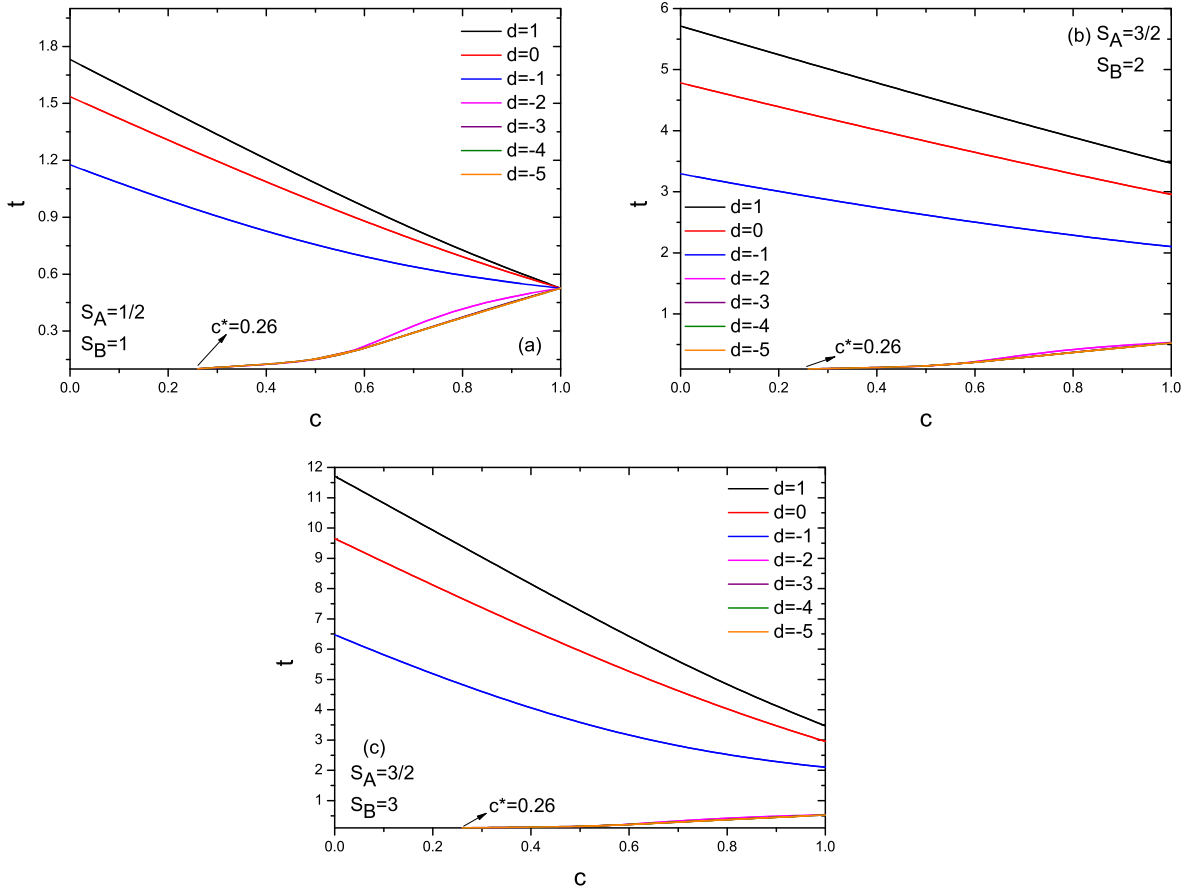 1.8
1.5
1.2
0.9
0.6
0.3
t
d=1
d=0
d=-1
d=-2
d=-3
d=-4
d=-5
S_A=1/2
S_B=1
c*=0.26
(a)
0.0 0.2 0.4 0.6 0.8 1.0
c
6
5
4
3
2
1
t
(b) S_A=3/2
S_B=2
d=1
d=0
d=-1
d=-2
d=-3
d=-4
d=-5
c*=0.26
0.0 0.2 0.4 0.6 0.8 1.0
c
12
11
10
9
8
7
6
5
4
3
2
1
t
d=1
d=0
d=-1
d=-2
d=-3
d=-4
d=-5
(c)
S_A=3/2
S_B=3
c*=0.26
0.0 0.2 0.4 0.6 0.8 1.0
c